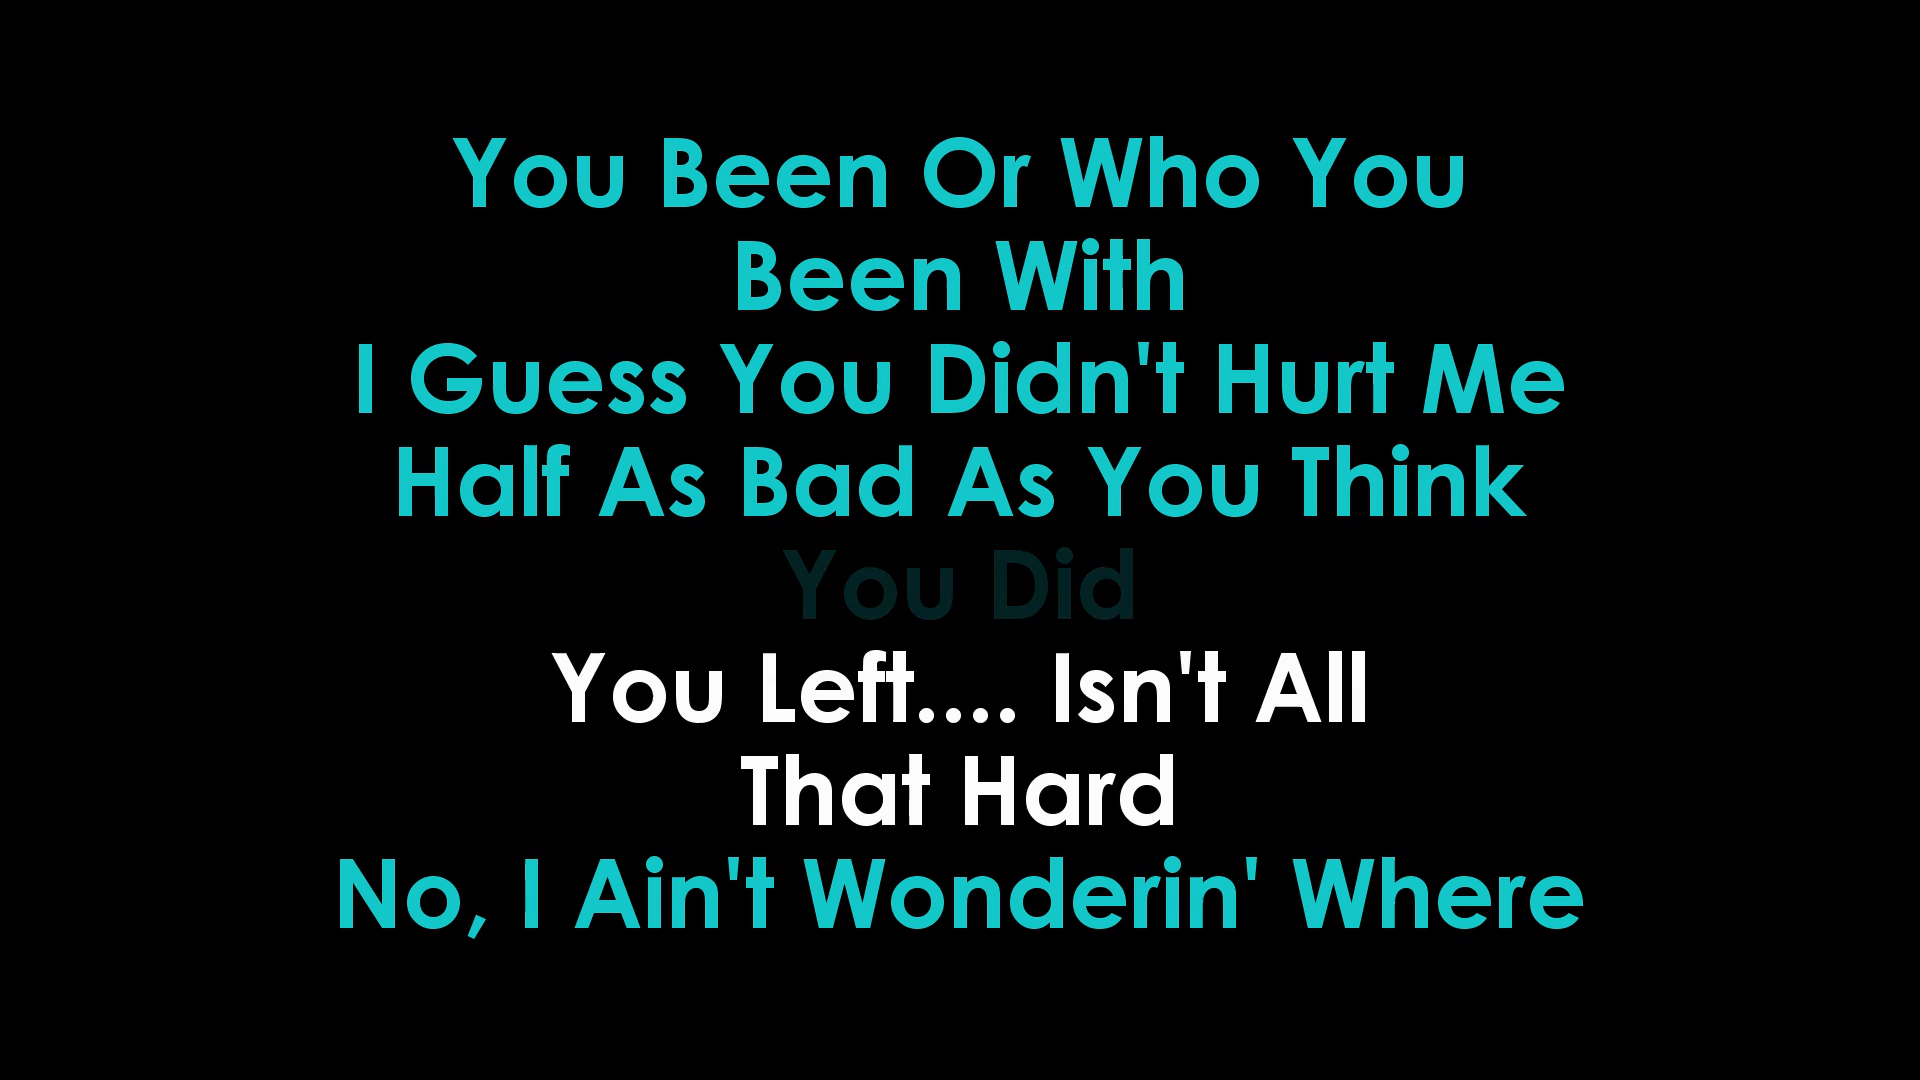 You Been Or Who You
Been With
I Guess You Didn't Hurt Me
Half As Bad As You Think
You Did
You Left.... Isn't All
That Hard
No, I Ain't Wonderin' Where